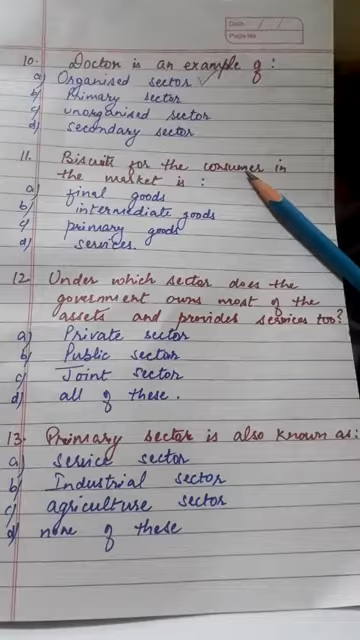 Date
Page No.
10. Doctor is an example of :
a) Organised sector ✓
b) Primary sector
c) unorganised sector
d) secondary sector
11. Biscuits for the consumer in
the market is :
a) final goods
b) intermediate goods
c) primary goods
d) services.
12. Under which sector does the
government owns most of the
assets and provides services too?
a) Private sector
b) Public sector
c) Joint sector
d) all of these.
13. Primary sector is also known as:
a) service sector
b) Industrial sector
c) agriculture sector
d) none of these